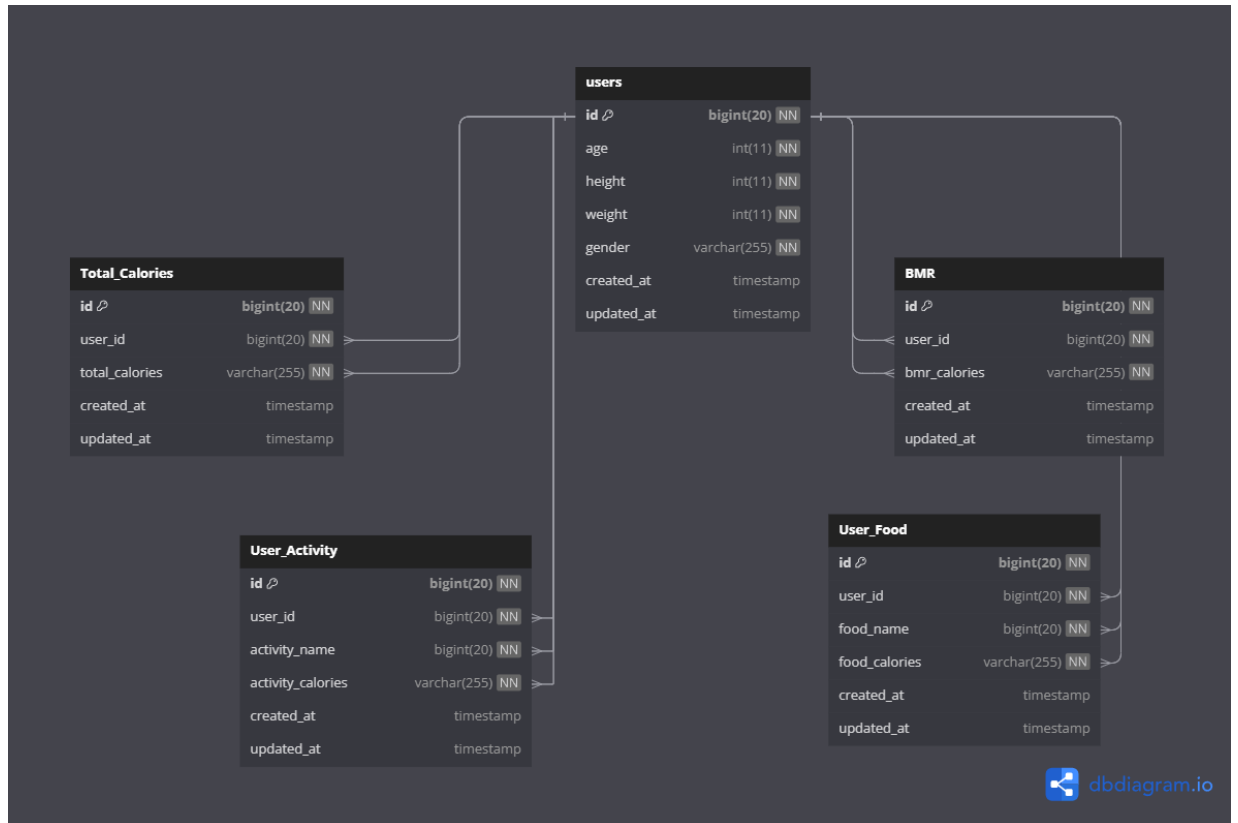 users
id bigint(20) NN
age int(11) NN
height int(11) NN
weight int(11) NN
gender varchar(255) NN
created_at timestamp
updated_at timestamp
Total_Calories
id bigint(20) NN
user_id bigint(20) NN
total_calories varchar(255) NN
created_at timestamp
updated_at timestamp
BMR
id bigint(20) NN
user_id bigint(20) NN
bmr_calories varchar(255) NN
created_at timestamp
updated_at timestamp
User_Activity
id bigint(20) NN
user_id bigint(20) NN
activity_name bigint(20) NN
activity_calories varchar(255) NN
created_at timestamp
updated_at timestamp
User_Food
id bigint(20) NN
user_id bigint(20) NN
food_name bigint(20) NN
food_calories varchar(255) NN
created_at timestamp
updated_at timestamp
dbdiagram.io